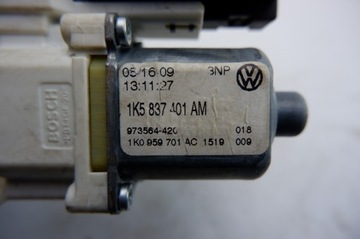 05/16/09 3NP
13:11:27
1K5 837 401 AM
973564-420 018
1K0 959 701 AC 1519 009
BOSCH